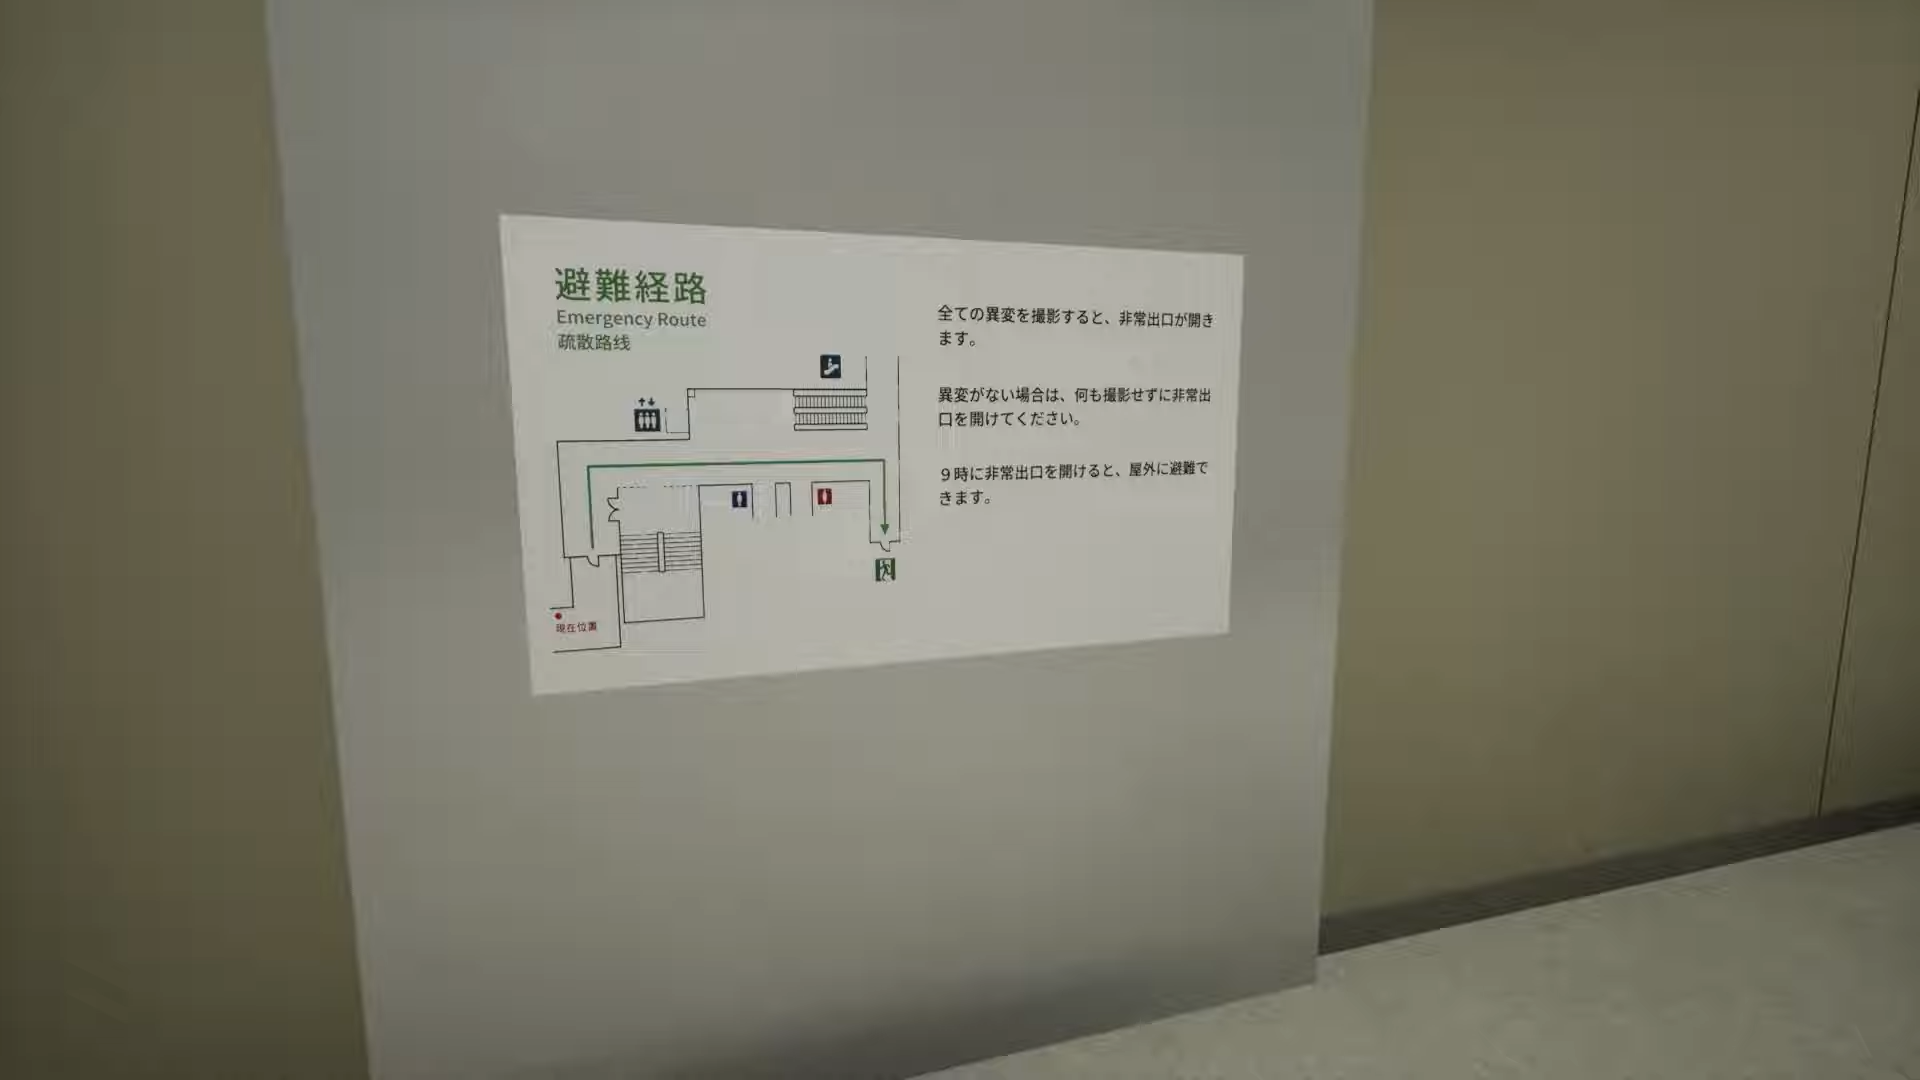 避難経路
Emergency Route
疏散路线
全ての異変を撮影すると、非常出口が開き
ます。
異変がない場合は、何も撮影せずに非常出
口を開けてください。
９時に非常出口を開けると、屋外に避難で
きます。
現在位置